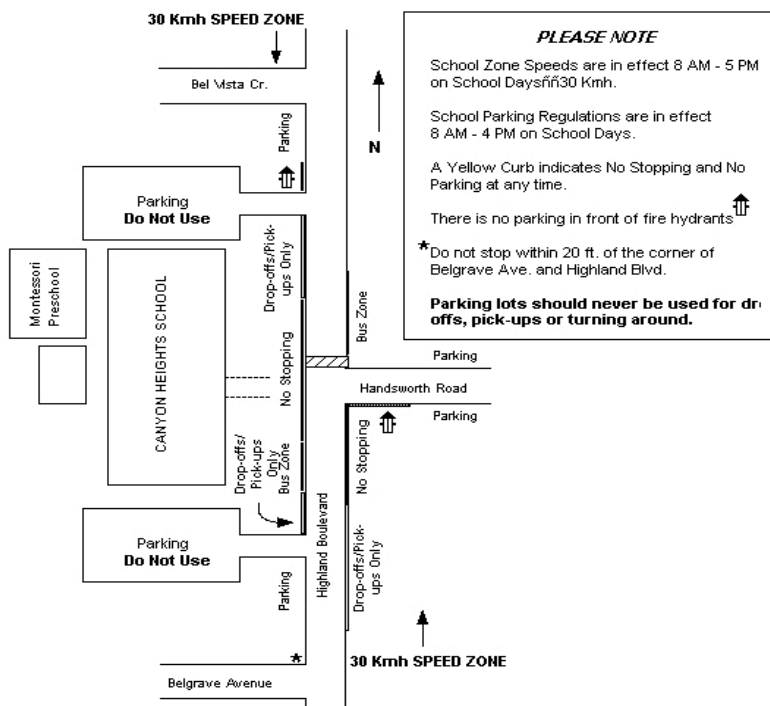 30 Kmh SPEED ZONE
Bel Vista Cr.
Parking
N
Parking
Do Not Use
Montessori
Preschool
CANYON HEIGHTS SCHOOL
Drop-offs/Pick-
ups Only
No Stopping
Bus Zone
Drop-offs/
Pick-ups
Only
Bus Zone
Parking
Handsworth Road
Parking
No Stopping
Drop-offs/Pick-
ups Only
Highland Boulevard
Parking
Do Not Use
Parking
*
Belgrave Avenue
30 Kmh SPEED ZONE
PLEASE NOTE
School Zone Speeds are in effect 8 AM - 5 PM
on School Daysññ30 Kmh.
School Parking Regulations are in effect
8 AM - 4 PM on School Days.
A Yellow Curb indicates No Stopping and No
Parking at any time.
There is no parking in front of fire hydrants
*Do not stop within 20 ft. of the corner of
Belgrave Ave. and Highland Blvd.
Parking lots should never be used for
offs, pick-ups or turning around.